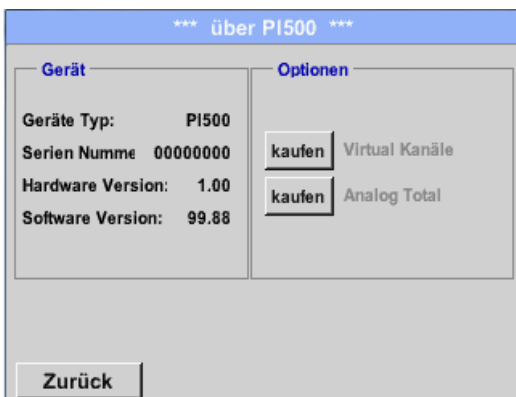 *** über PI500 ***
Gerät
Geräte Typ: PI500
Serien Numme 00000000
Hardware Version: 1.00
Software Version: 99.88
Optionen
kaufen Virtual Kanäle
kaufen Analog Total
Zurück